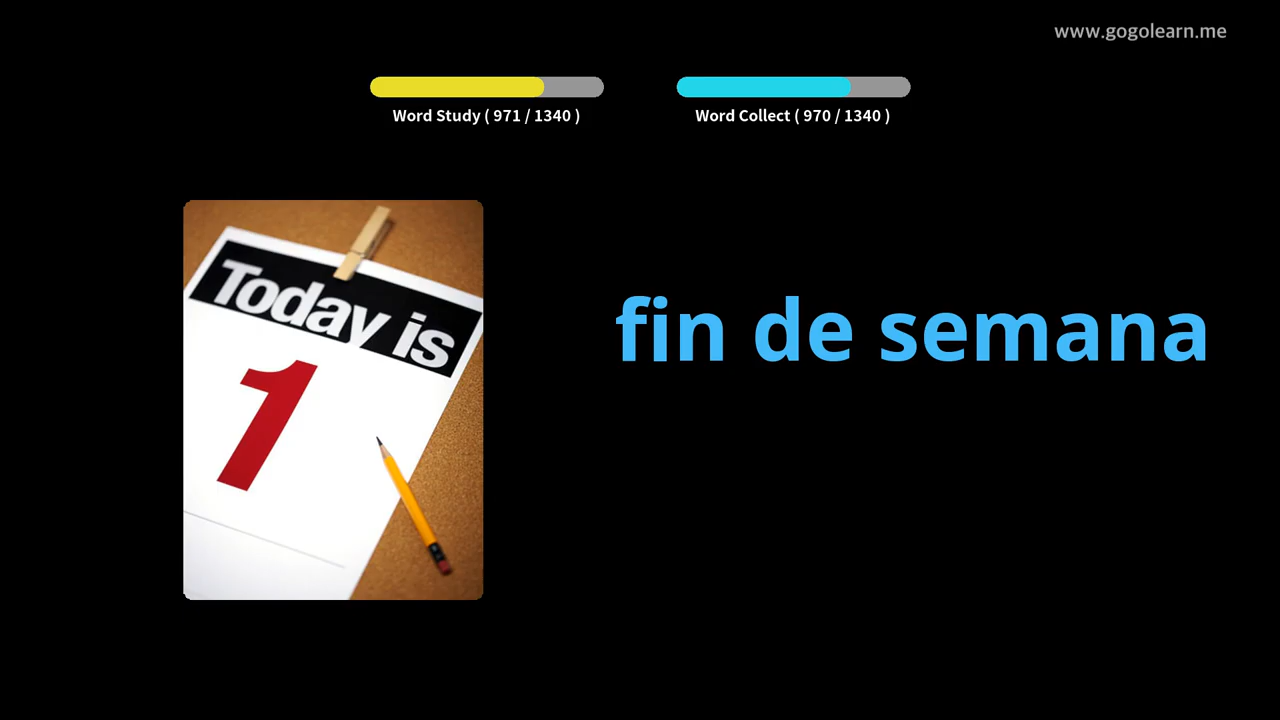 www.gogolearn.me
Word Study ( 971 / 1340 )
Word Collect ( 970 / 1340 )
Today is
1
fin de semana